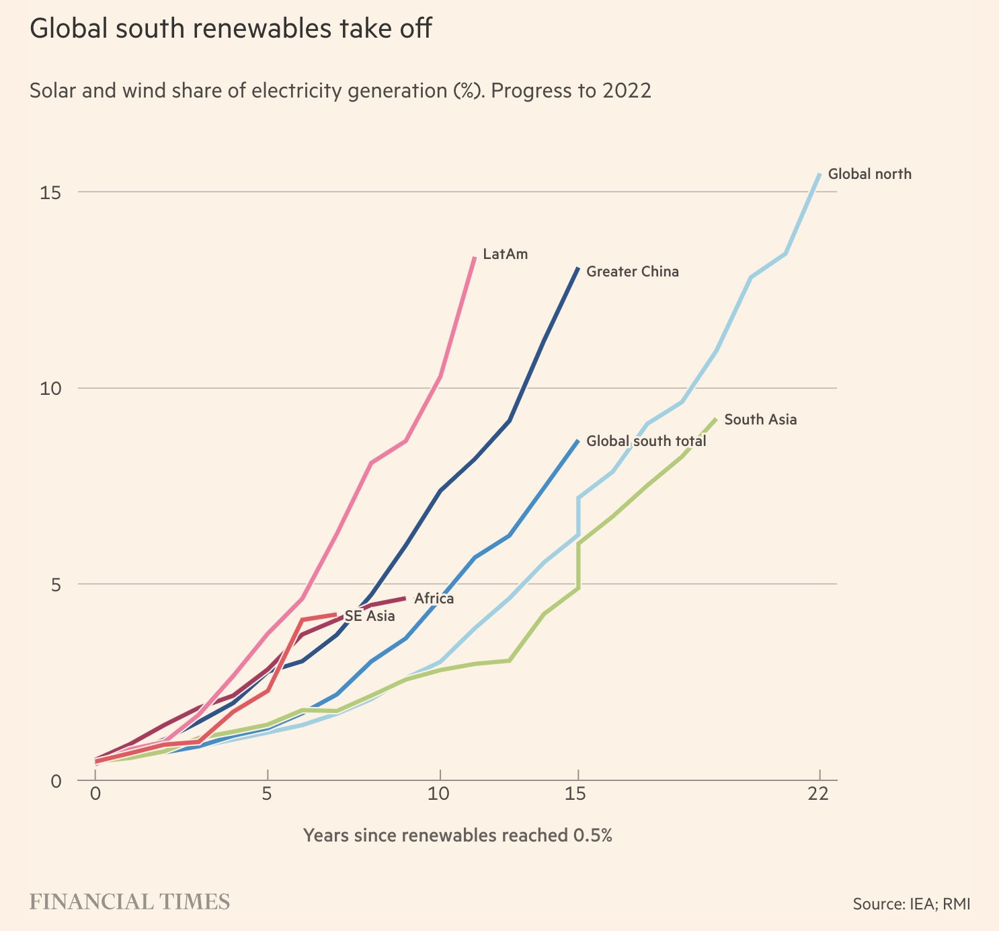 Global south renewables take off
Solar and wind share of electricity generation (%). Progress to 2022
15
Global north
LatAm
Greater China
10
South Asia
Global south total
5
Africa
SE Asia
0
0 5 10 15 22
Years since renewables reached 0.5%
FINANCIAL TIMES
Source: IEA; RMI